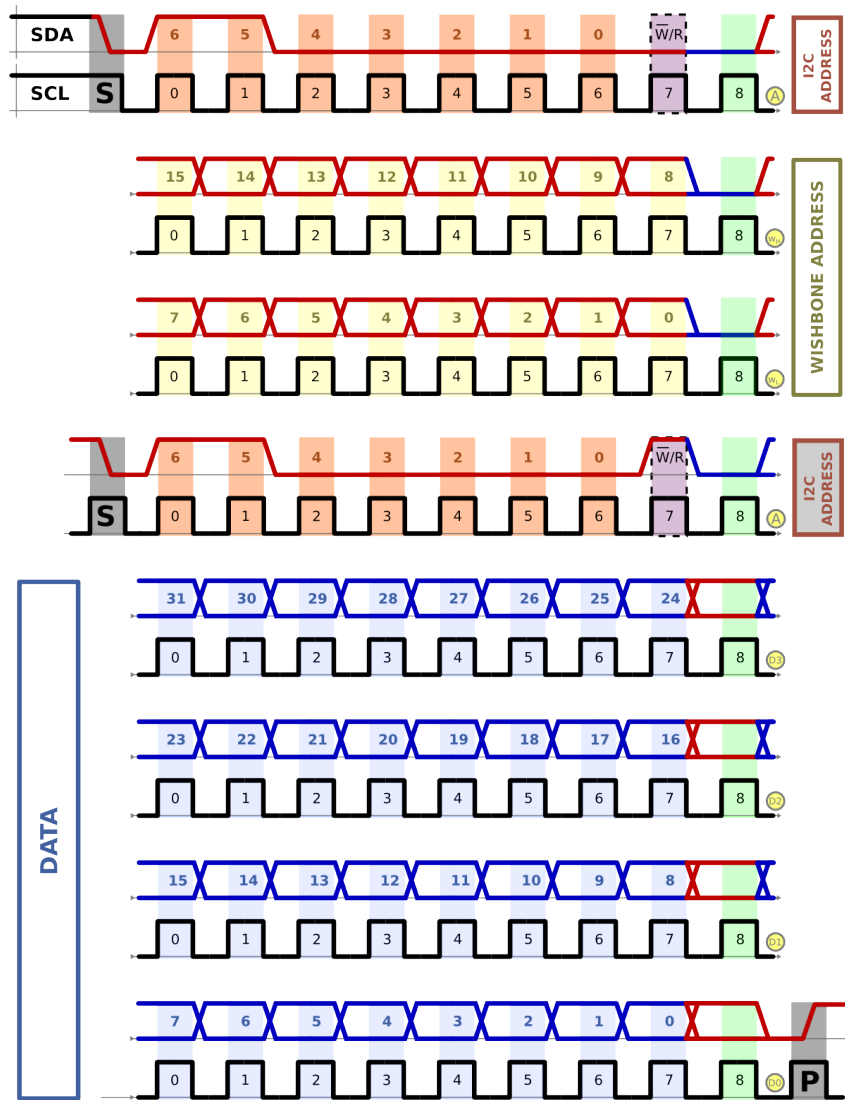 SDA 6 5 4 3 2 1 0 W̅/R
SCL S 0 1 2 3 4 5 6 7 8 A
I2C
ADDRESS
15 14 13 12 11 10 9 8
0 1 2 3 4 5 6 7 8 WH
7 6 5 4 3 2 1 0
0 1 2 3 4 5 6 7 8 WL
WISHBONE ADDRESS
6 5 4 3 2 1 0 W̅/R
S 0 1 2 3 4 5 6 7 8 A
I2C
ADDRESS
DATA
31 30 29 28 27 26 25 24
0 1 2 3 4 5 6 7 8 D3
23 22 21 20 19 18 17 16
0 1 2 3 4 5 6 7 8 D2
15 14 13 12 11 10 9 8
0 1 2 3 4 5 6 7 8 D1
7 6 5 4 3 2 1 0
0 1 2 3 4 5 6 7 8 D0 P